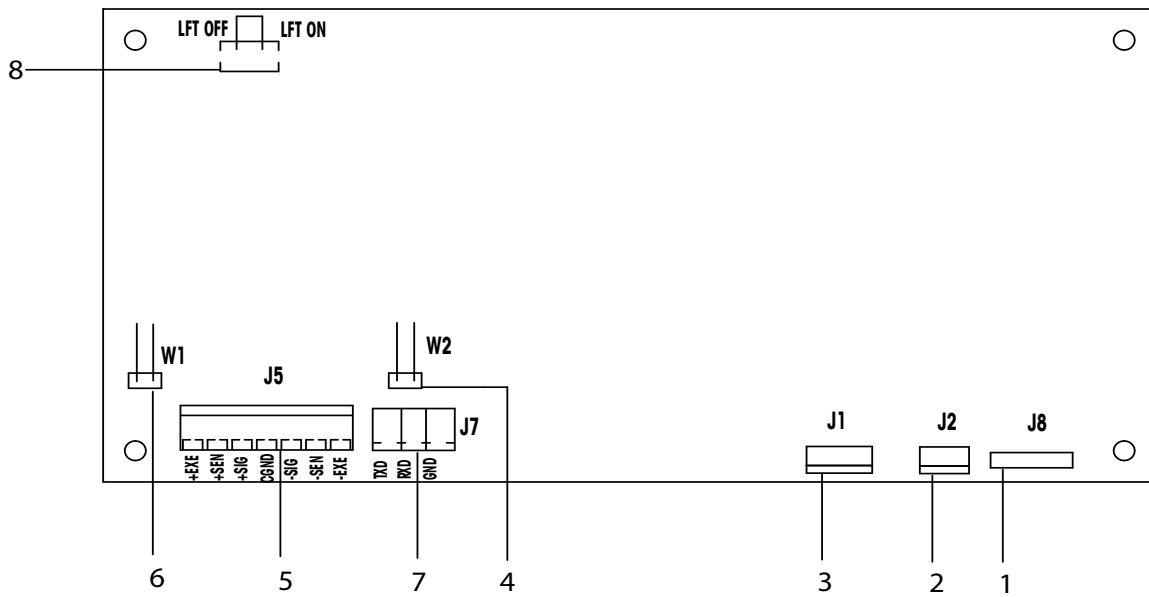 LFT OFF LFT ON
8
W1
W2
J5
J7
J1
J2
J8
+EXE
+SEN
+SIG
CGND
-SIG
-SEN
-EXE
TXD
RXD
GND
6
5
7
4
3
2
1